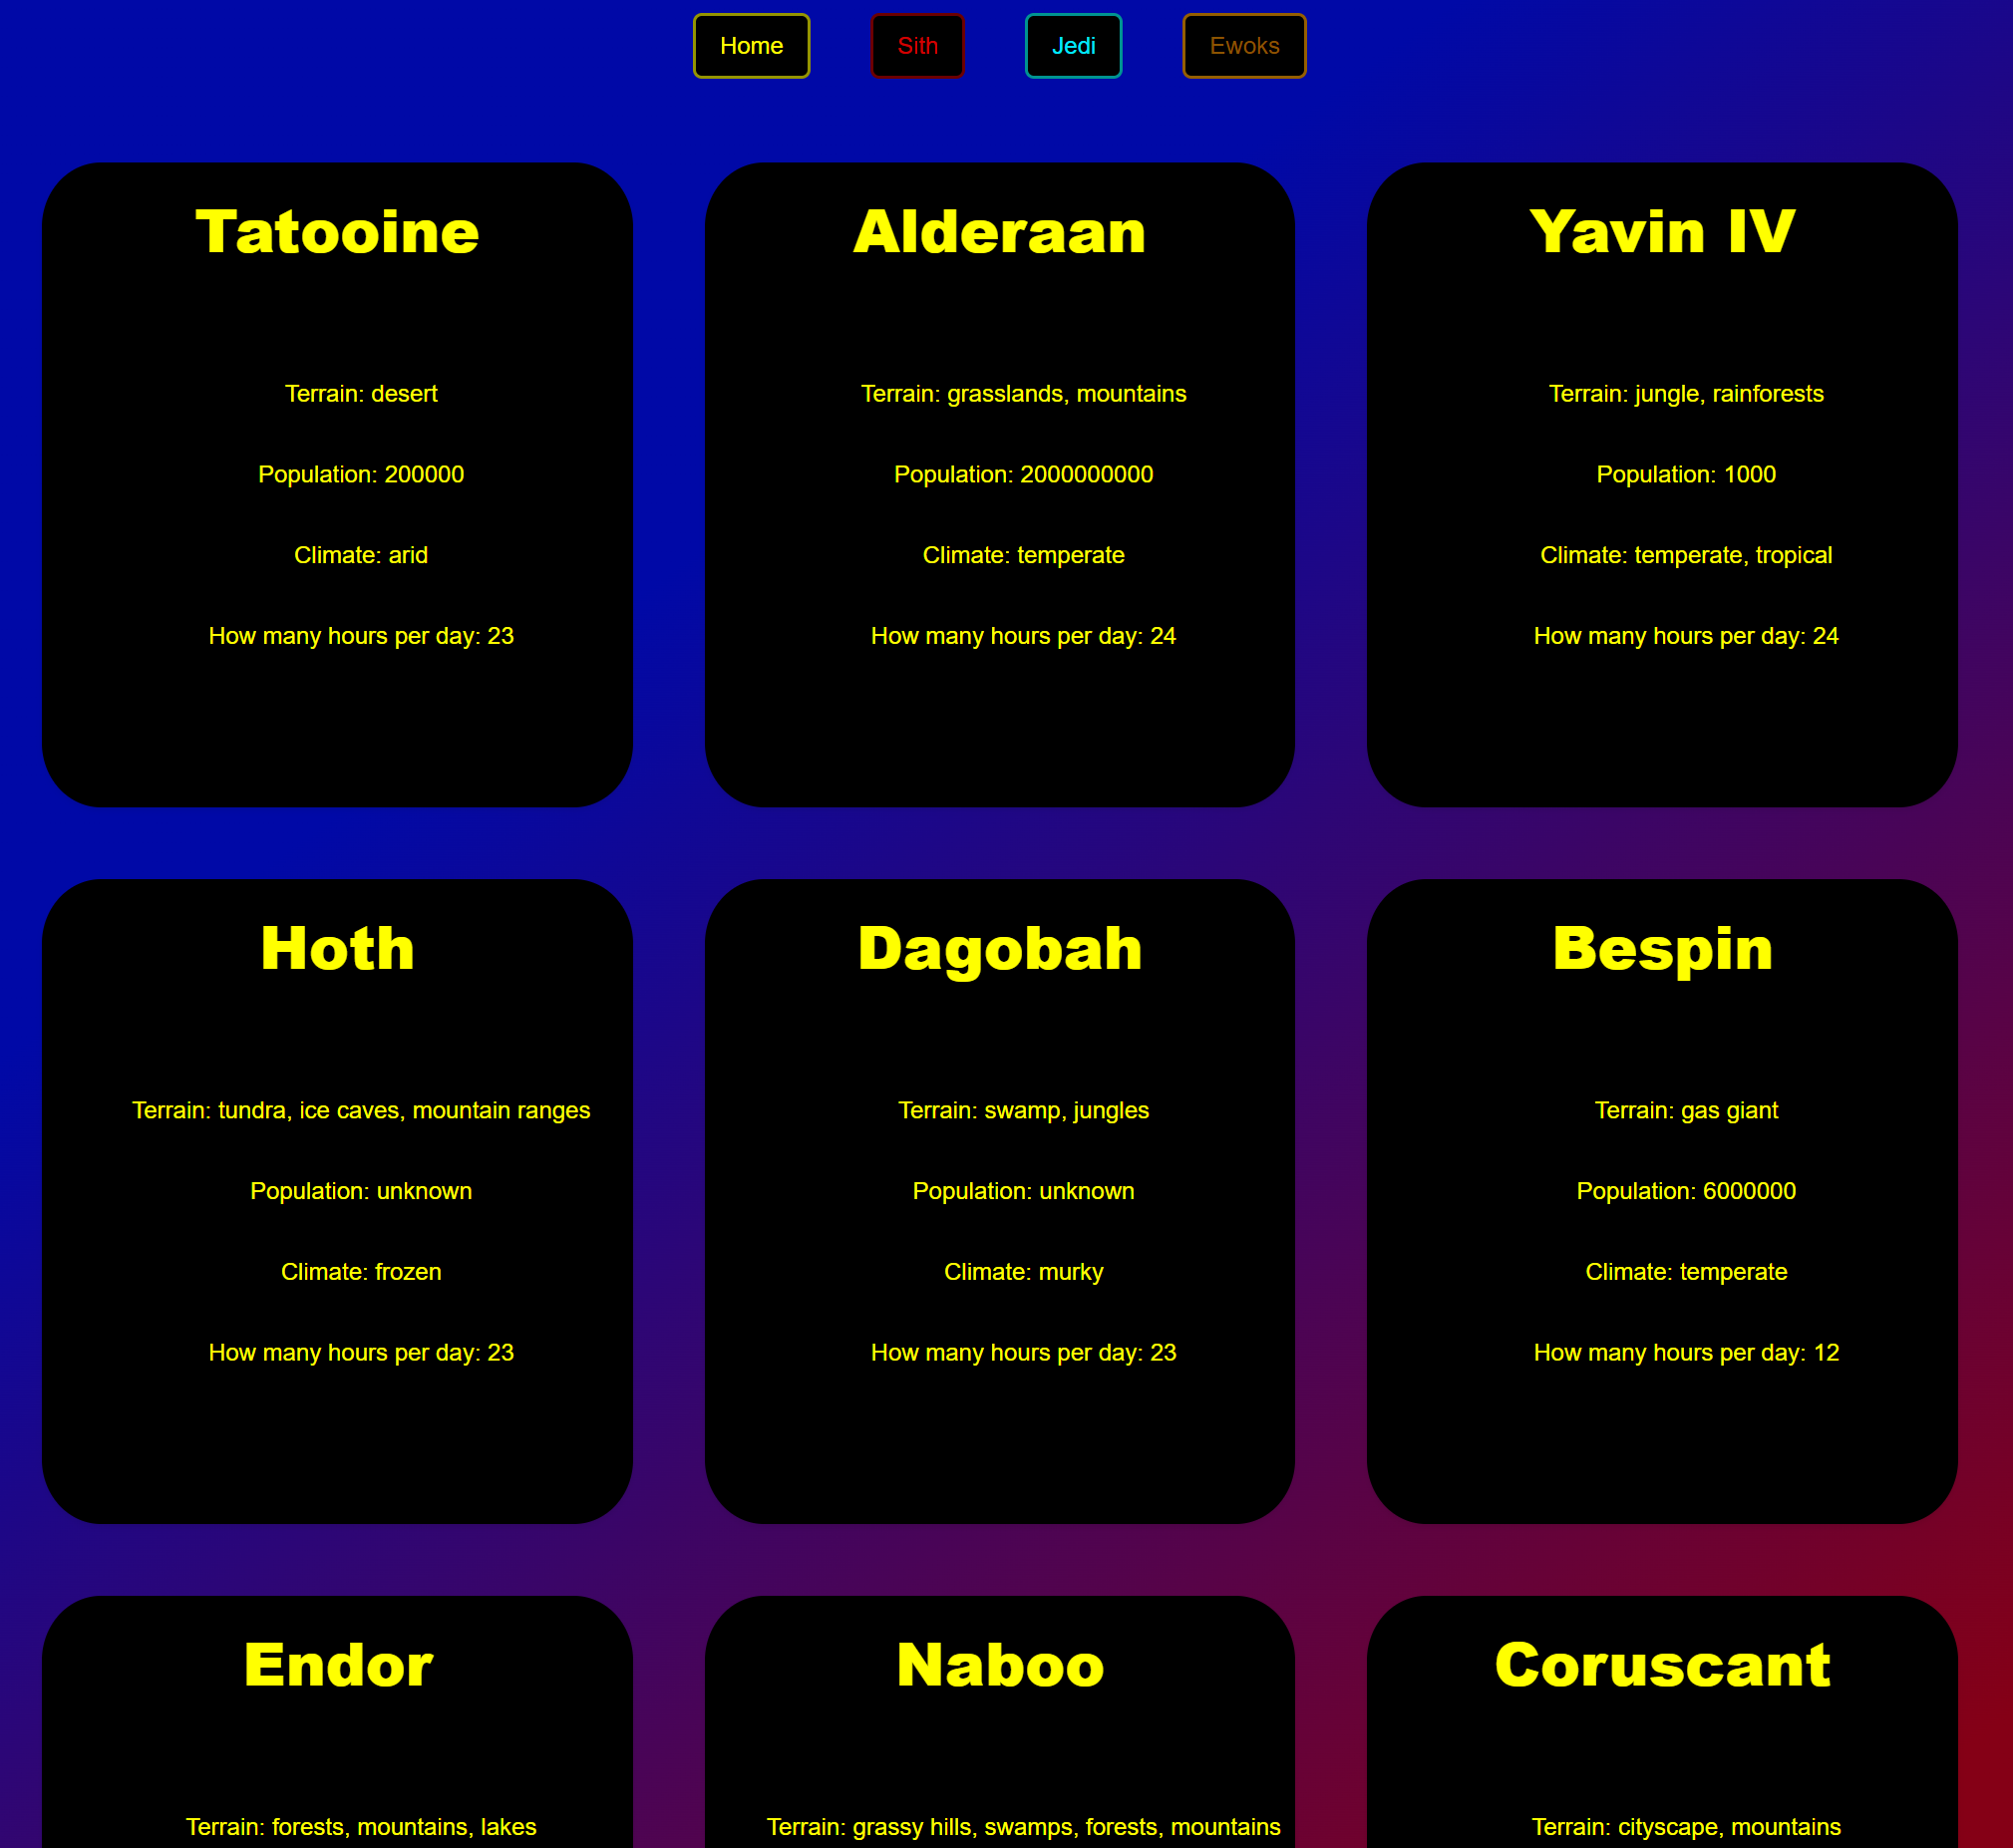 Home Sith Jedi Ewoks
Tatooine
Terrain: desert
Population: 200000
Climate: arid
How many hours per day: 23
Alderaan
Terrain: grasslands, mountains
Population: 2000000000
Climate: temperate
How many hours per day: 24
Yavin IV
Terrain: jungle, rainforests
Population: 1000
Climate: temperate, tropical
How many hours per day: 24
Hoth
Terrain: tundra, ice caves, mountain ranges
Population: unknown
Climate: frozen
How many hours per day: 23
Dagobah
Terrain: swamp, jungles
Population: unknown
Climate: murky
How many hours per day: 23
Bespin
Terrain: gas giant
Population: 6000000
Climate: temperate
How many hours per day: 12
Endor
Terrain: forests, mountains, lakes
Naboo
Terrain: grassy hills, swamps, forests, mountains
Coruscant
Terrain: cityscape, mountains